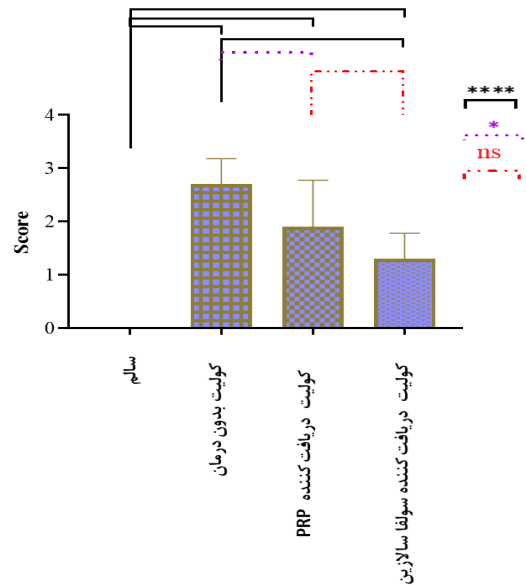 ****
*
ns
4
3
2
1
0
Score
سالم
کولیت بدون درمان
کولیت دریافت کننده PRP
کولیت دریافت کننده سولفا سالازین